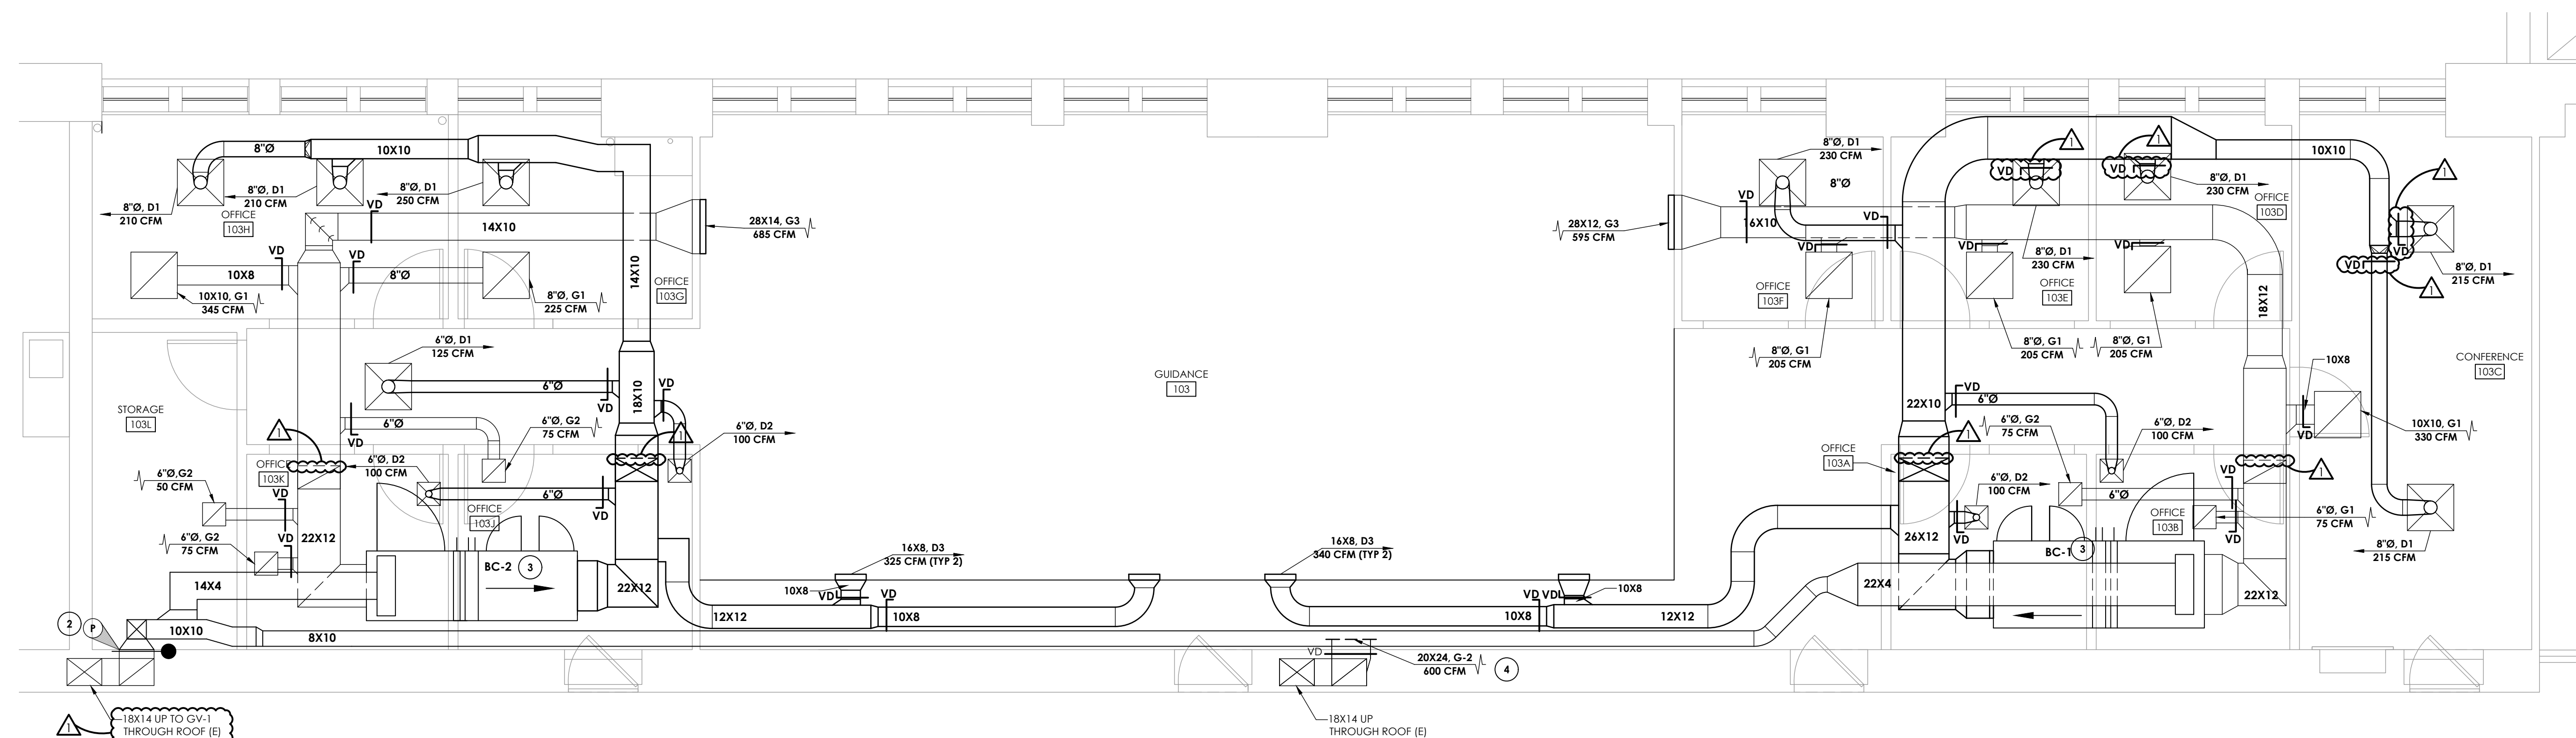 8"Ø
10X10
8"Ø, D1
210 CFM
8"Ø, D1
210 CFM
8"Ø, D1
250 CFM
OFFICE
103H
VD
14X10
28X14, G3
685 CFM
14X10
OFFICE
103G
VD
VD
10X8
8"Ø
10X10, G1
345 CFM
8"Ø, G1
225 CFM
6"Ø, D1
125 CFM
6"Ø
VD
VD
18X10
STORAGE
103L
1
6"Ø
VD
6"Ø, G2
75 CFM
1
6"Ø, D2
100 CFM
OFFICE
103K
6"Ø, D2
100 CFM
6"Ø,G2
50 CFM
VD
6"Ø
VD
OFFICE
103J
6"Ø, G2
75 CFM
VD
22X12
BC-2
3
22X12
14X4
2
P
10X10
8X10
12X12
10X8
VD
VD
10X8
16X8, D3
325 CFM (TYP 2)
GUIDANCE
103
16X8, D3
340 CFM (TYP 2)
10X8
VD
VD
10X8
12X12
VD
20X24, G-2
600 CFM
4
18X14 UP
THROUGH ROOF (E)
1
18X14 UP TO GV-1
THROUGH ROOF (E)
8"Ø, D1
230 CFM
8"Ø
VD
16X10
VD
28X12, G3
595 CFM
VD
VD
VD
OFFICE
103F
8"Ø, G1
205 CFM
VD
1
VD
1
8"Ø, D1
230 CFM
OFFICE
103D
8"Ø, D1
230 CFM
OFFICE
103E
8"Ø, G1
205 CFM
8"Ø, G1
205 CFM
10X10
1
VD
VD
1
8"Ø, D1
215 CFM
18X12
10X8
VD
10X10, G1
330 CFM
CONFERENCE
103C
22X10
VD
6"Ø
6"Ø, G2
75 CFM
6"Ø, D2
100 CFM
OFFICE
103A
1
1
6"Ø, D2
100 CFM
VD
6"Ø
VD
VD
OFFICE
103B
6"Ø, G1
75 CFM
26X12
BC-1
3
22X4
22X12
8"Ø, D1
215 CFM